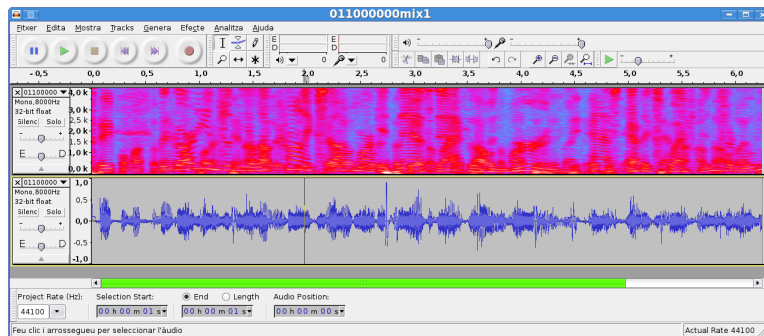 011000000mix1
Fitxer Edita Mostra Tracks Genera Efecte Analitza Ajuda
E
D
E
D
0
0
- 0,5 0,0 0,5 1,0 1,5 2,0 2,5 3,0 3,5 4,0 4,5 5,0 5,5 6,0
01100000
Mono,8000Hz
32-bit float
Silenc Solo
- +
E D
4,0 k
3,0 k
2,5 k
2,0 k
1,5 k
1,0 k
0,0 k
01100000
Mono,8000Hz
32-bit float
Silenc Solo
- +
E D
1,0
0,5
0,0
-0,5
-1,0
Project Rate (Hz): Selection Start: End Length Audio Position:
44100 00 h 00 m 01 s 00 h 00 m 01 s 00 h 00 m 00 s
Feu clic i arrossegueu per seleccionar l'àudio Actual Rate 44100